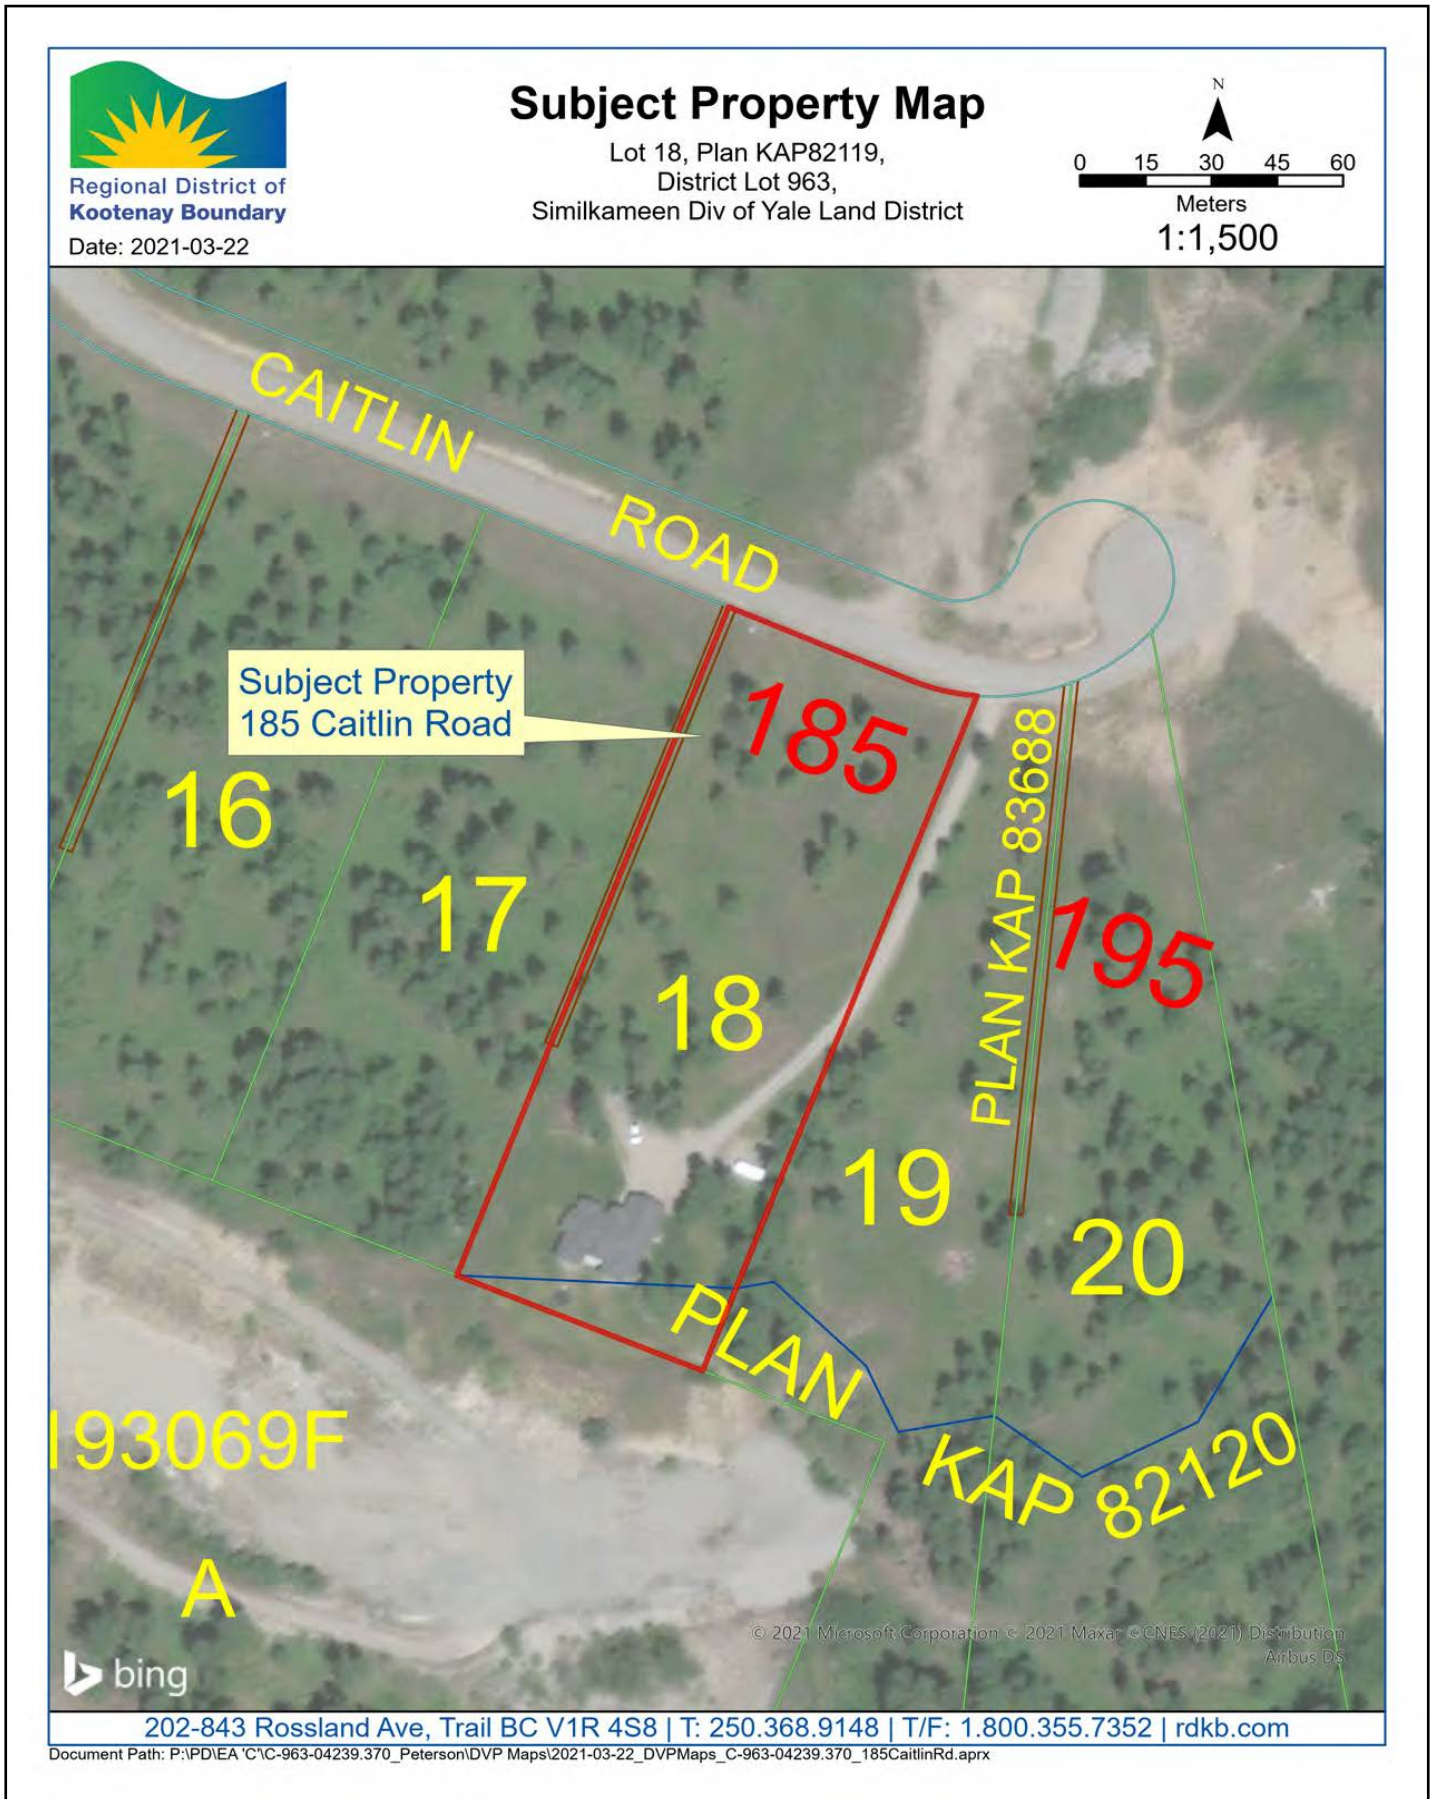 Regional District of
Kootenay Boundary
Date: 2021-03-22
Subject Property Map
Lot 18, Plan KAP82119,
District Lot 963,
Similkameen Div of Yale Land District
N
0 15 30 45 60
Meters
1:1,500
CAITLIN ROAD
Subject Property
185 Caitlin Road
185
16
17
18
PLAN KAP 83688
195
19
20
PLAN KAP 82120
193069F
A
© 2021 Microsoft Corporation © 2021 Maxar ©CNES (2021) Distribution
Airbus DS
bing
202-843 Rossland Ave, Trail BC V1R 4S8 | T: 250.368.9148 | T/F: 1.800.355.7352 | rdkb.com
Document Path: P:\PD\EA 'C'\C-963-04239.370_Peterson\DVP Maps\2021-03-22_DVPMaps_C-963-04239.370_185CaitlinRd.aprx